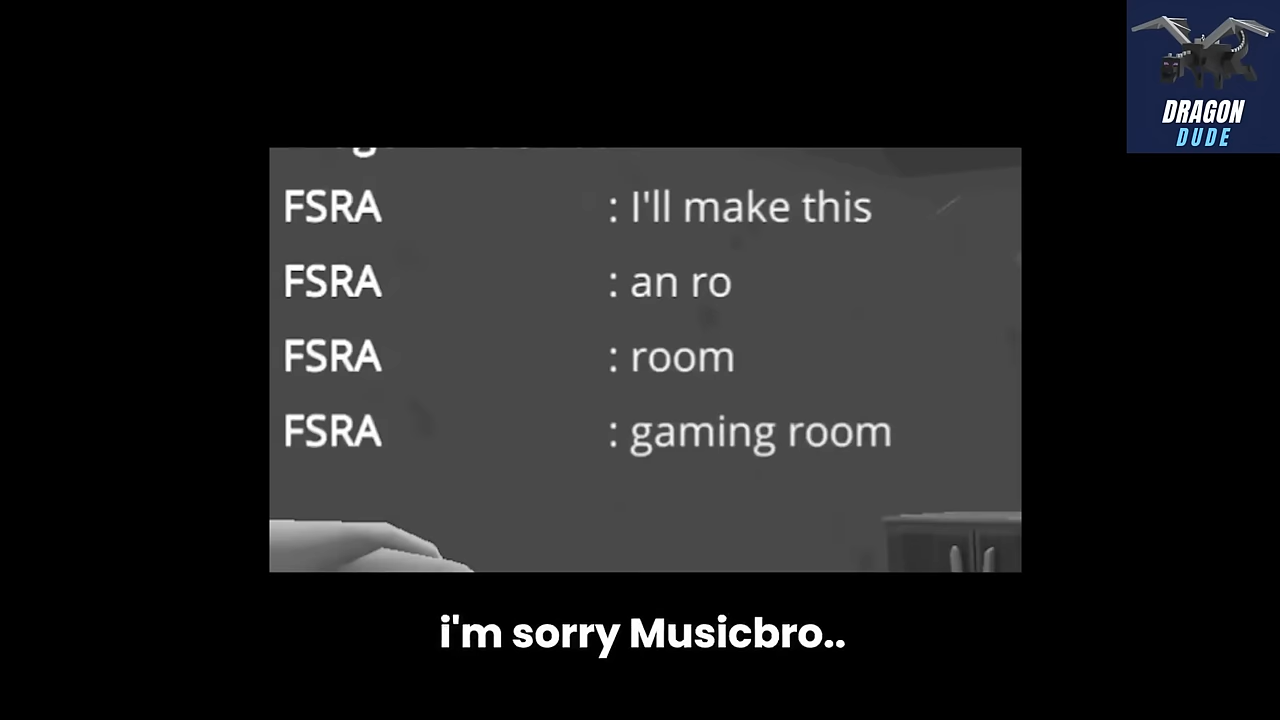 DRAGON
DUDE
FSRA : I'll make this
FSRA : an ro
FSRA : room
FSRA : gaming room
i'm sorry Musicbro..